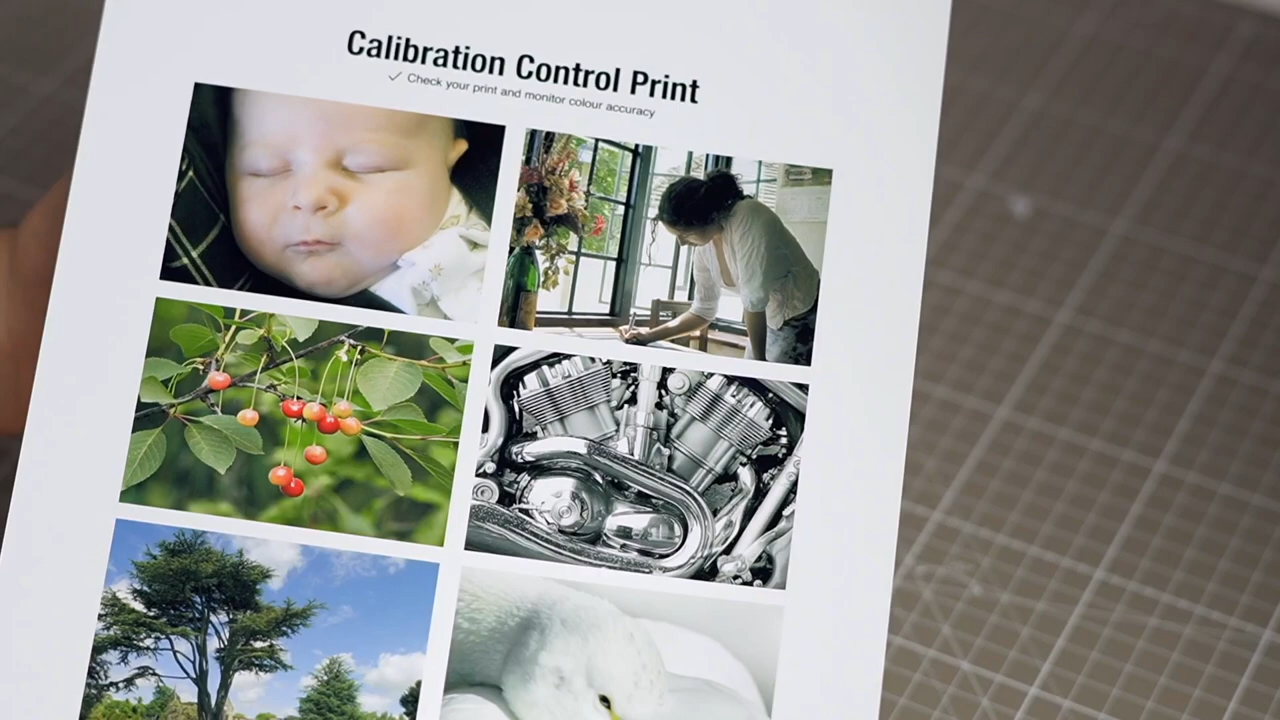 Calibration Control Print
✓ Check your print and monitor colour accuracy